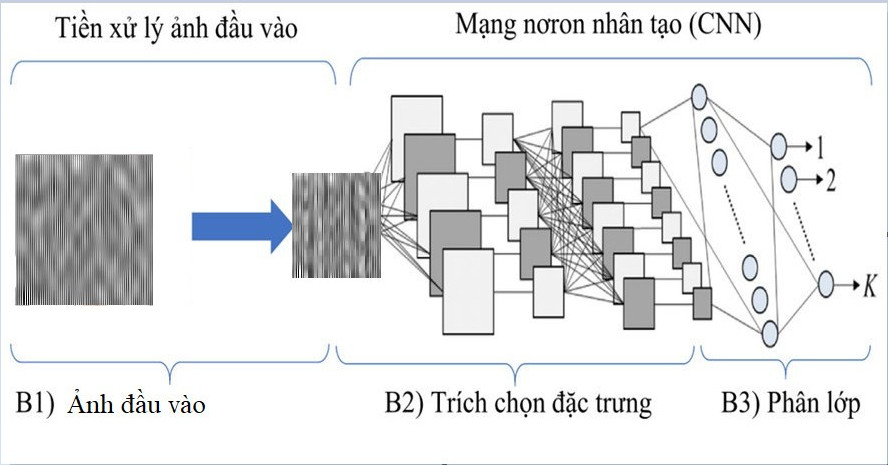 Tiền xử lý ảnh đầu vào
Mạng nơron nhân tạo (CNN)
1
2
K
B1) Ảnh đầu vào
B2) Trích chọn đặc trưng
B3) Phân lớp